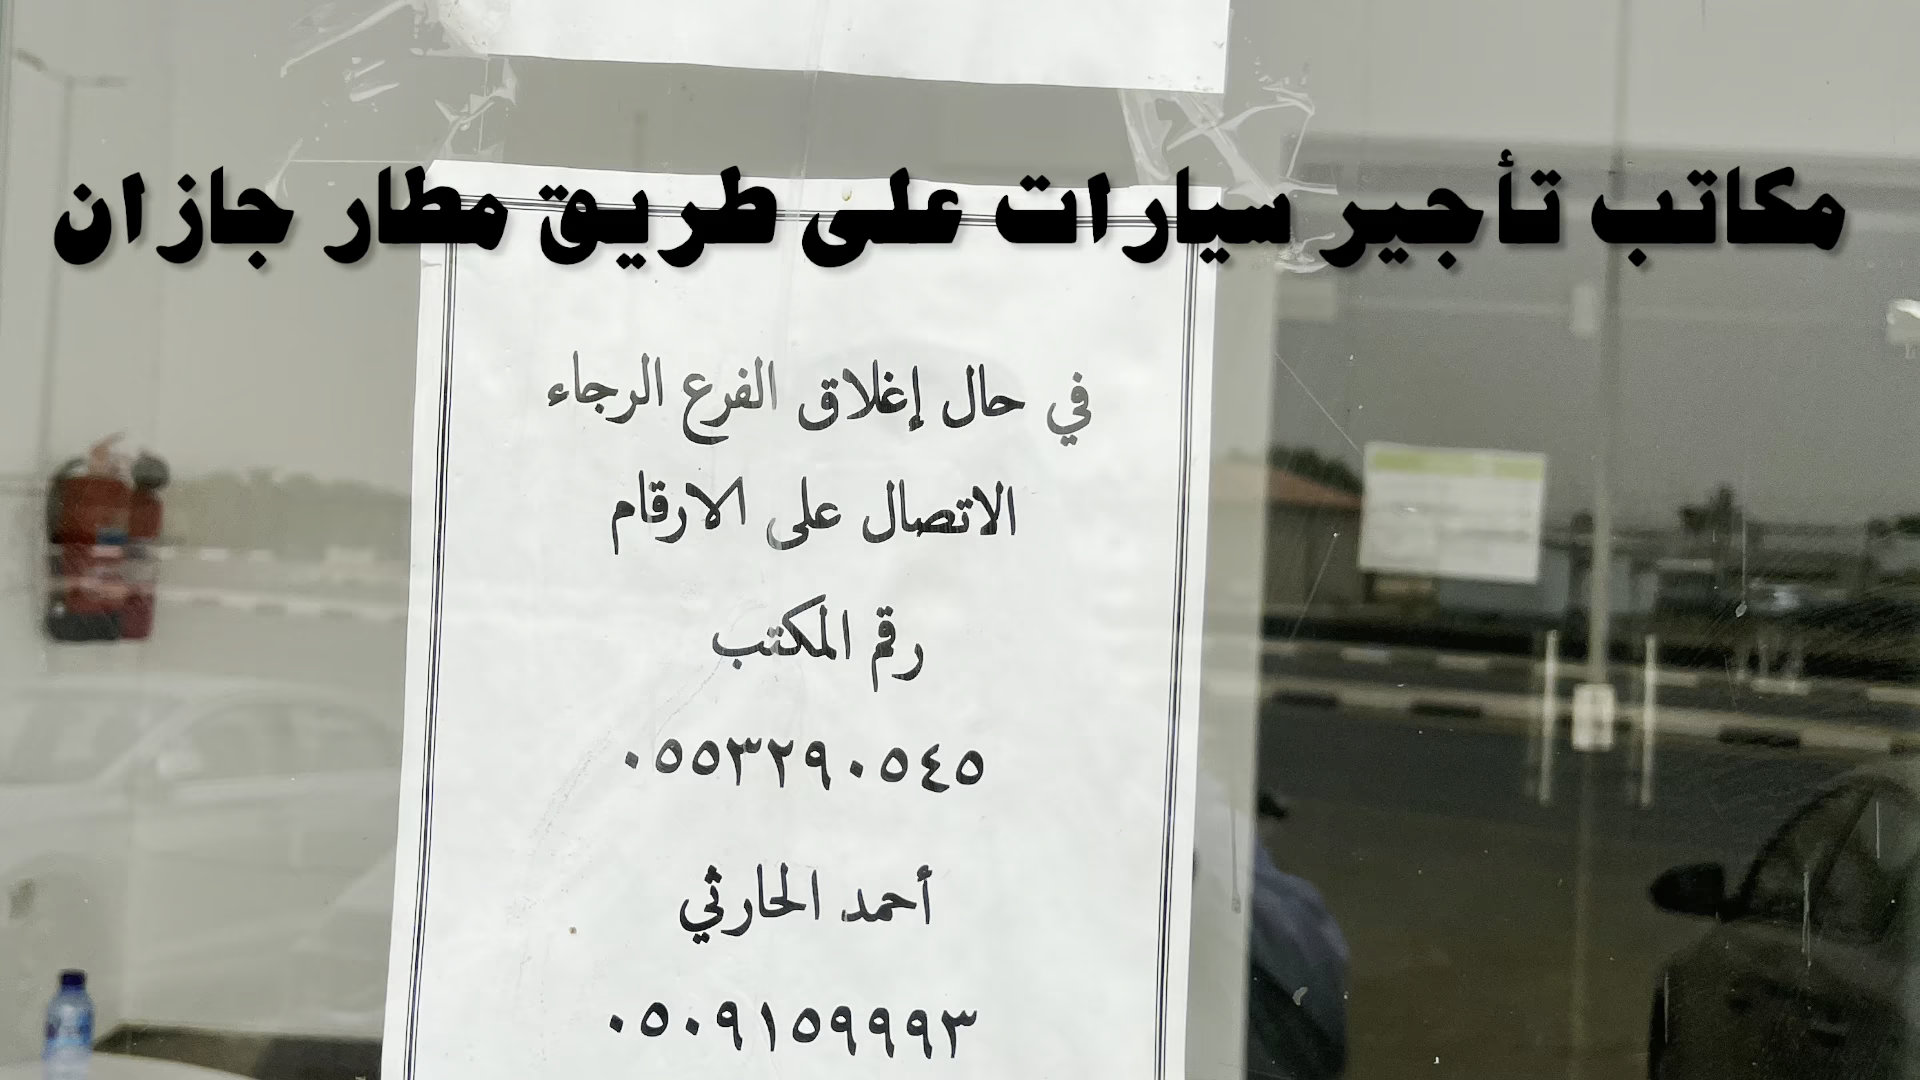 مكاتب تأجير سيارات على طريق مطار جازان
في حال إغلاق الفرع الرجاء
الاتصال على الارقام
رقم المكتب
٠٥٥٣٢٩٠٥٤٥
أحمد الحارثي
٠٥٠٩١٥٩٩٩٣